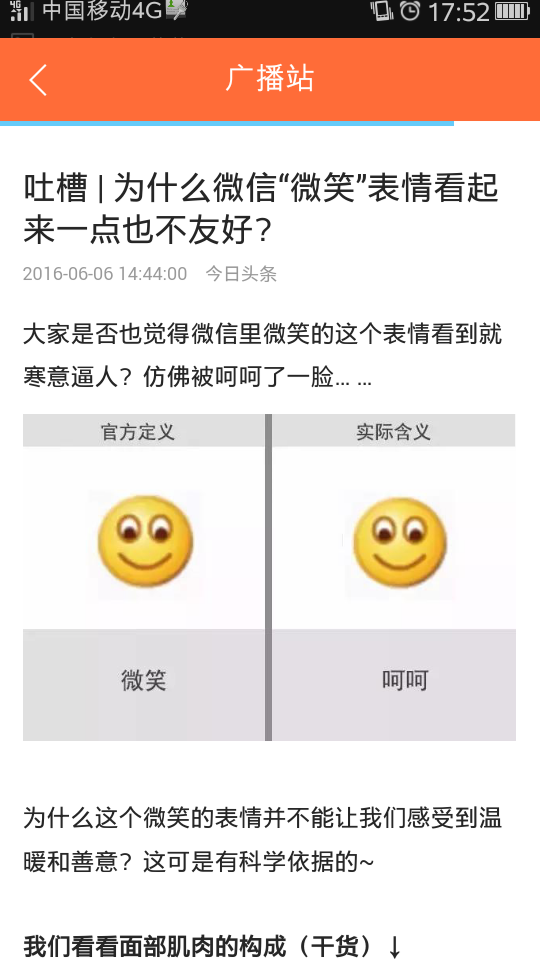 中国移动4G
17:52
广播站
吐槽 | 为什么微信“微笑”表情看起
来一点也不友好？
2016-06-06 14:44:00 今日头条
大家是否也觉得微信里微笑的这个表情看到就
寒意逼人？仿佛被呵呵了一脸... ...
官方定义 实际含义
微笑 呵呵
为什么这个微笑的表情并不能让我们感受到温
暖和善意？这可是有科学依据的~
我们看看面部肌肉的构成（干货）↓